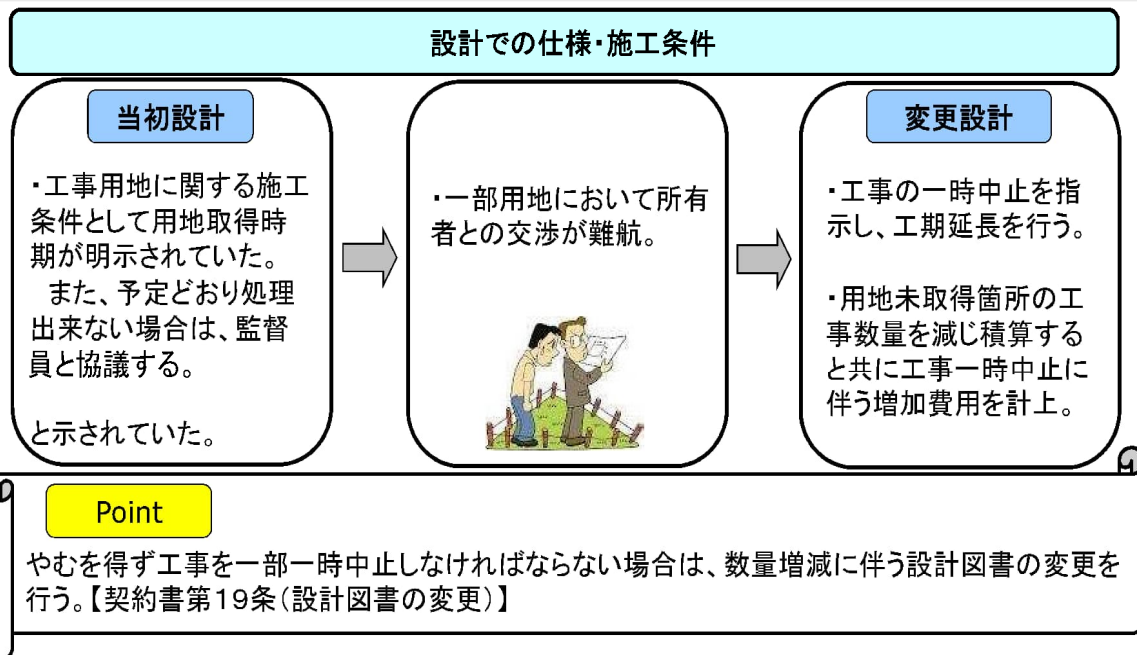 設計での仕様・施工条件
当初設計
・工事用地に関する施工
条件として用地取得時
期が明示されていた。
また、予定どおり処理
出来ない場合は、監督
員と協議する。
と示されていた。
・一部用地において所有
者との交渉が難航。
変更設計
・工事の一時中止を指
示し、工期延長を行う。
・用地未取得箇所の工
事数量を減じ積算する
と共に工事一時中止に
伴う増加費用を計上。
Point
やむを得ず工事を一部一時中止しなければならない場合は、数量増減に伴う設計図書の変更を
行う。【契約書第19条(設計図書の変更)】